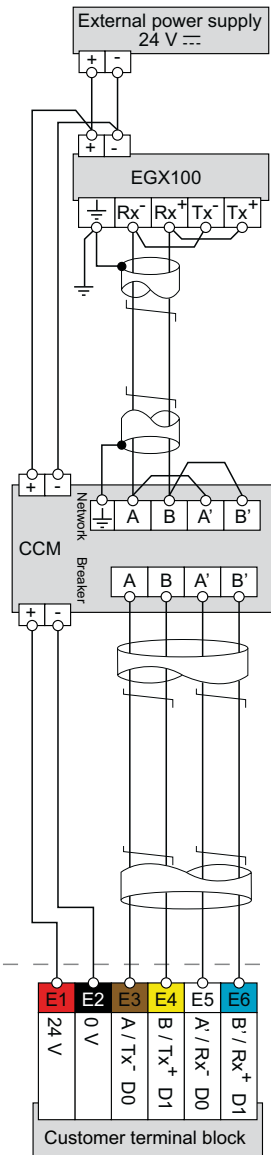 External power supply
24 V ⎓
+ -
+ -
EGX100
⏚ Rx- Rx+ Tx- Tx+
+ -
Network
⏚ A B A' B'
CCM
Breaker
A B A' B'
+ -
E1 E2 E3 E4 E5 E6
24 V
0 V
A / Tx- D0
B / Tx+ D1
A' / Rx- D0
B' / Rx+ D1
Customer terminal block